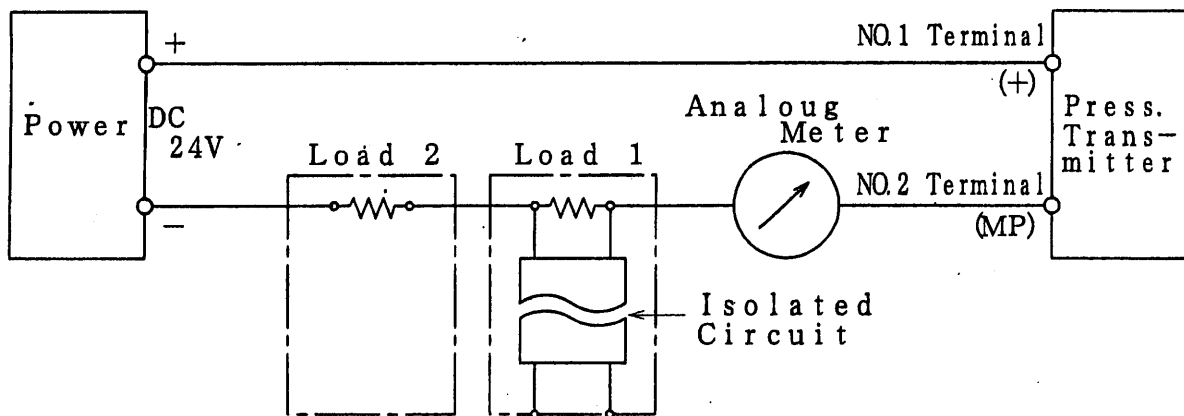 Power
DC
24V
+
−
Load 2
Load 1
Analoug
Meter
NO.1 Terminal
(+)
NO.2 Terminal
(MP)
Press.
Trans-
mitter
Isolated
Circuit